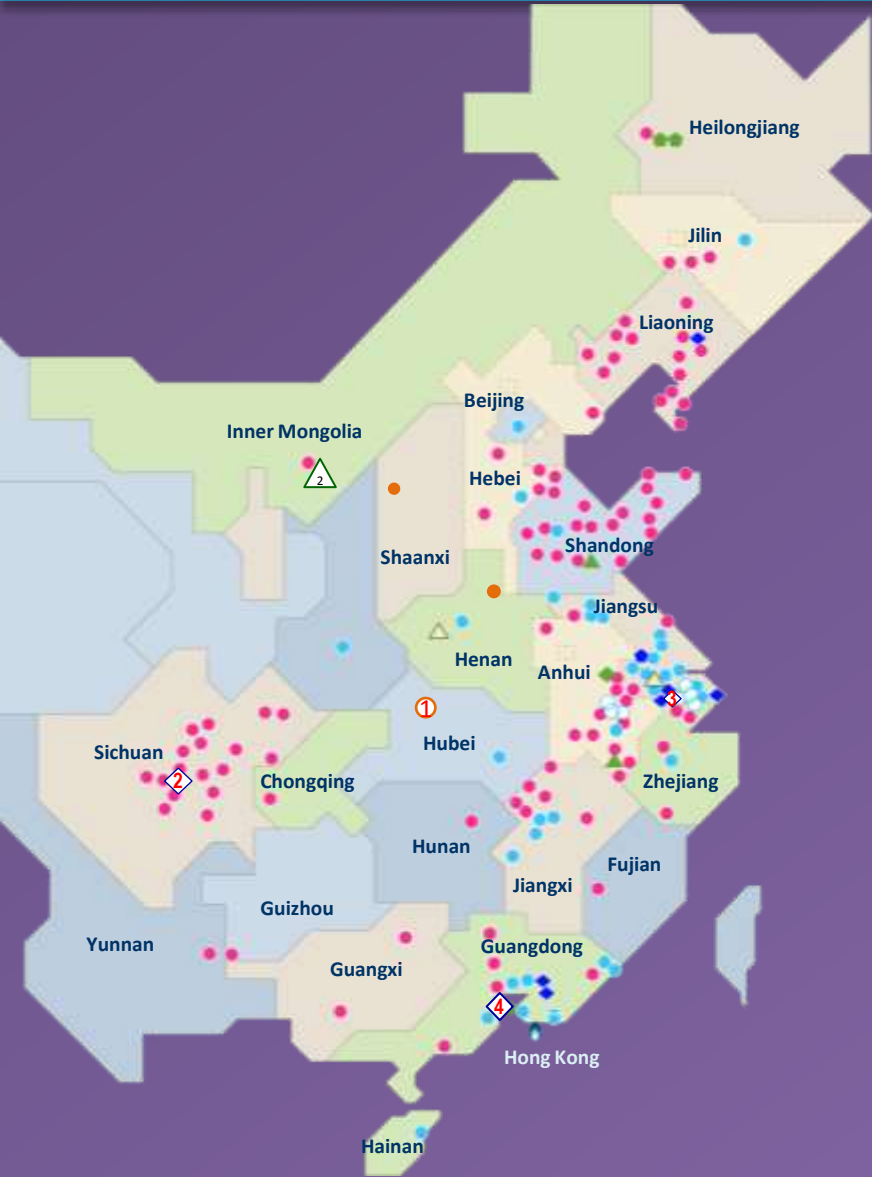 Heilongjiang
Jilin
Liaoning
Beijing
Inner Mongolia
2
Hebei
Shandong
Shaanxi
Jiangsu
Henan
Anhui
3
1
Hubei
Sichuan
2
Chongqing
Zhejiang
Hunan
Fujian
Jiangxi
Guizhou
Yunnan
Guangdong
Guangxi
4
Hong Kong
Hainan